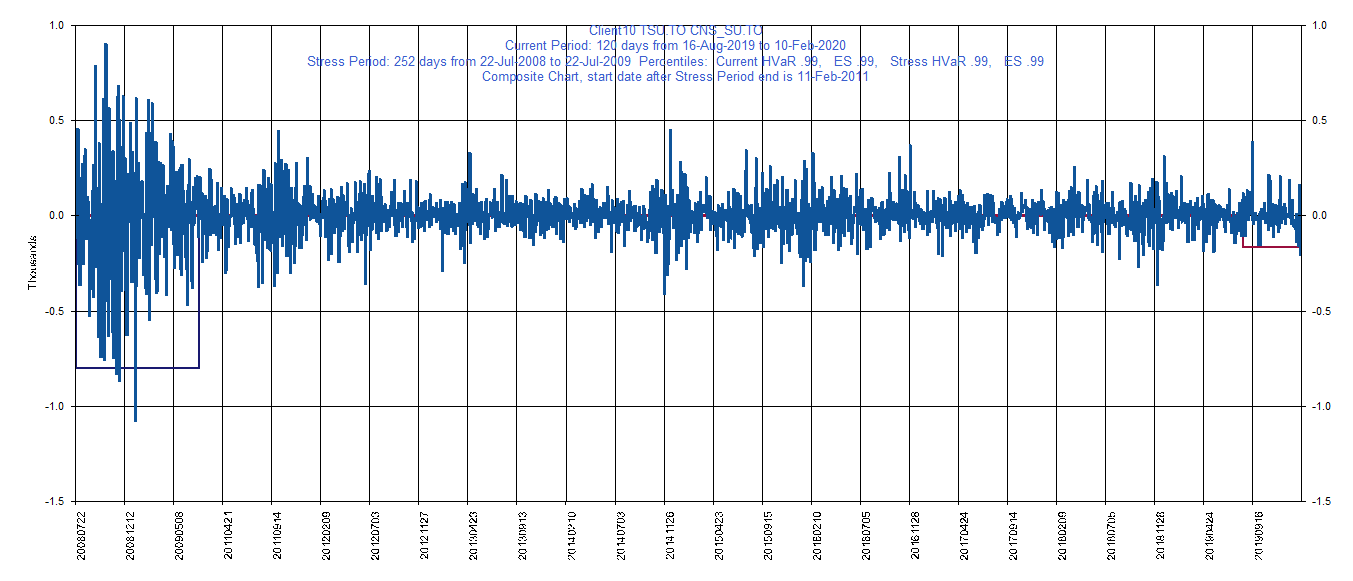 Client10 TSU.TO CNS_SU.TO
Current Period: 120 days from 16-Aug-2019 to 10-Feb-2020
Stress Period: 252 days from 22-Jul-2008 to 22-Jul-2009 Percentiles: Current HVaR .99, ES .99, Stress HVaR .99, ES .99
Composite Chart, start date after Stress Period end is 11-Feb-2011
1.0 1.0
0.5 0.5
0.0 0.0
-0.5 -0.5
-1.0 -1.0
-1.5 -1.5
Thousands
20080722 20081212 20090508 20110421 20110914 20120209 20120703 20121127 20130423 20130913 20140210 20140703 20141126 20150423 20150915 20160210 20160705 20161128 20170424 20170914 20180209 20180705 20181128 20190424 20190916